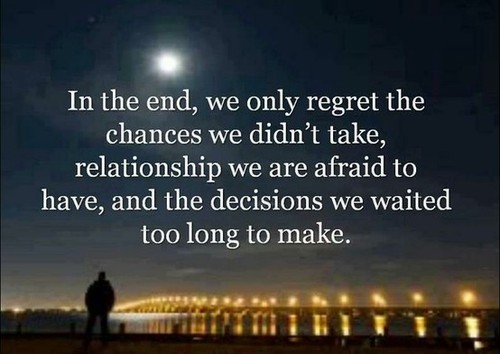 In the end, we only regret the
chances we didn't take,
relationship we are afraid to
have, and the decisions we waited
too long to make.